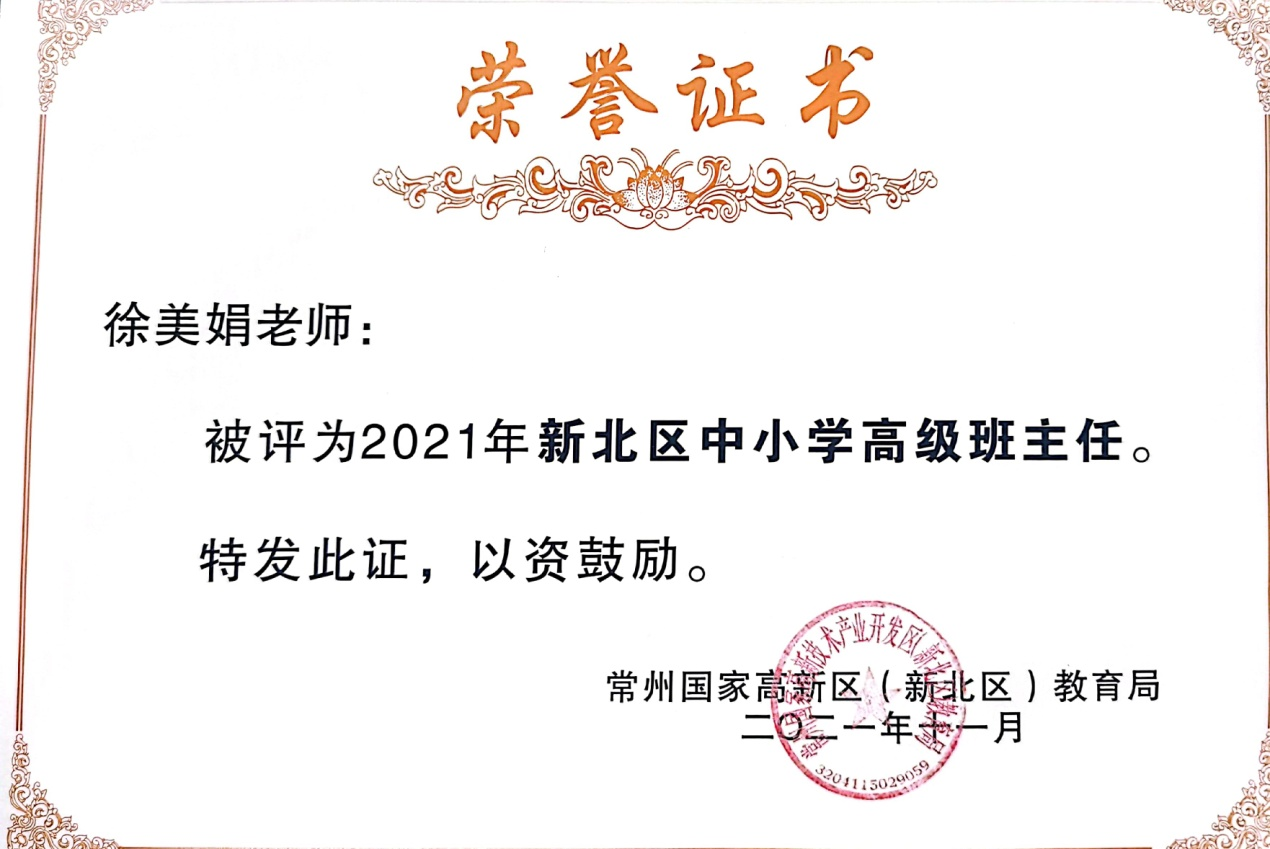 荣誉证书
徐美娟老师：
被评为2021年新北区中小学高级班主任。
特发此证，以资鼓励。
常州国家高新区（新北区）教育局
二〇二一年十一月
3204115029059